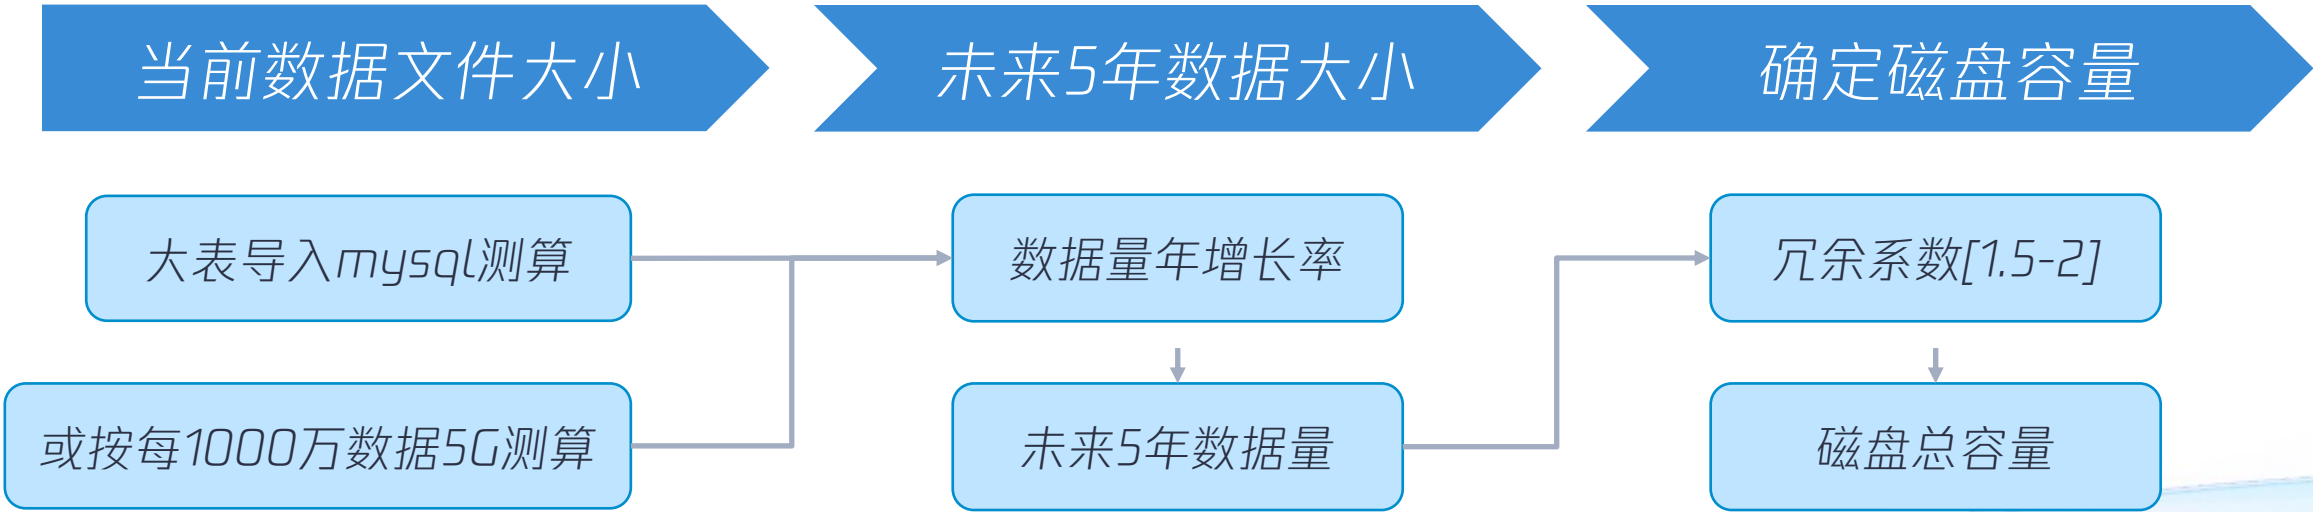 当前数据文件大小
未来5年数据大小
确定磁盘容量
大表导入mysql测算
数据量年增长率
冗余系数[1.5-2]
或按每1000万数据5G测算
未来5年数据量
磁盘总容量